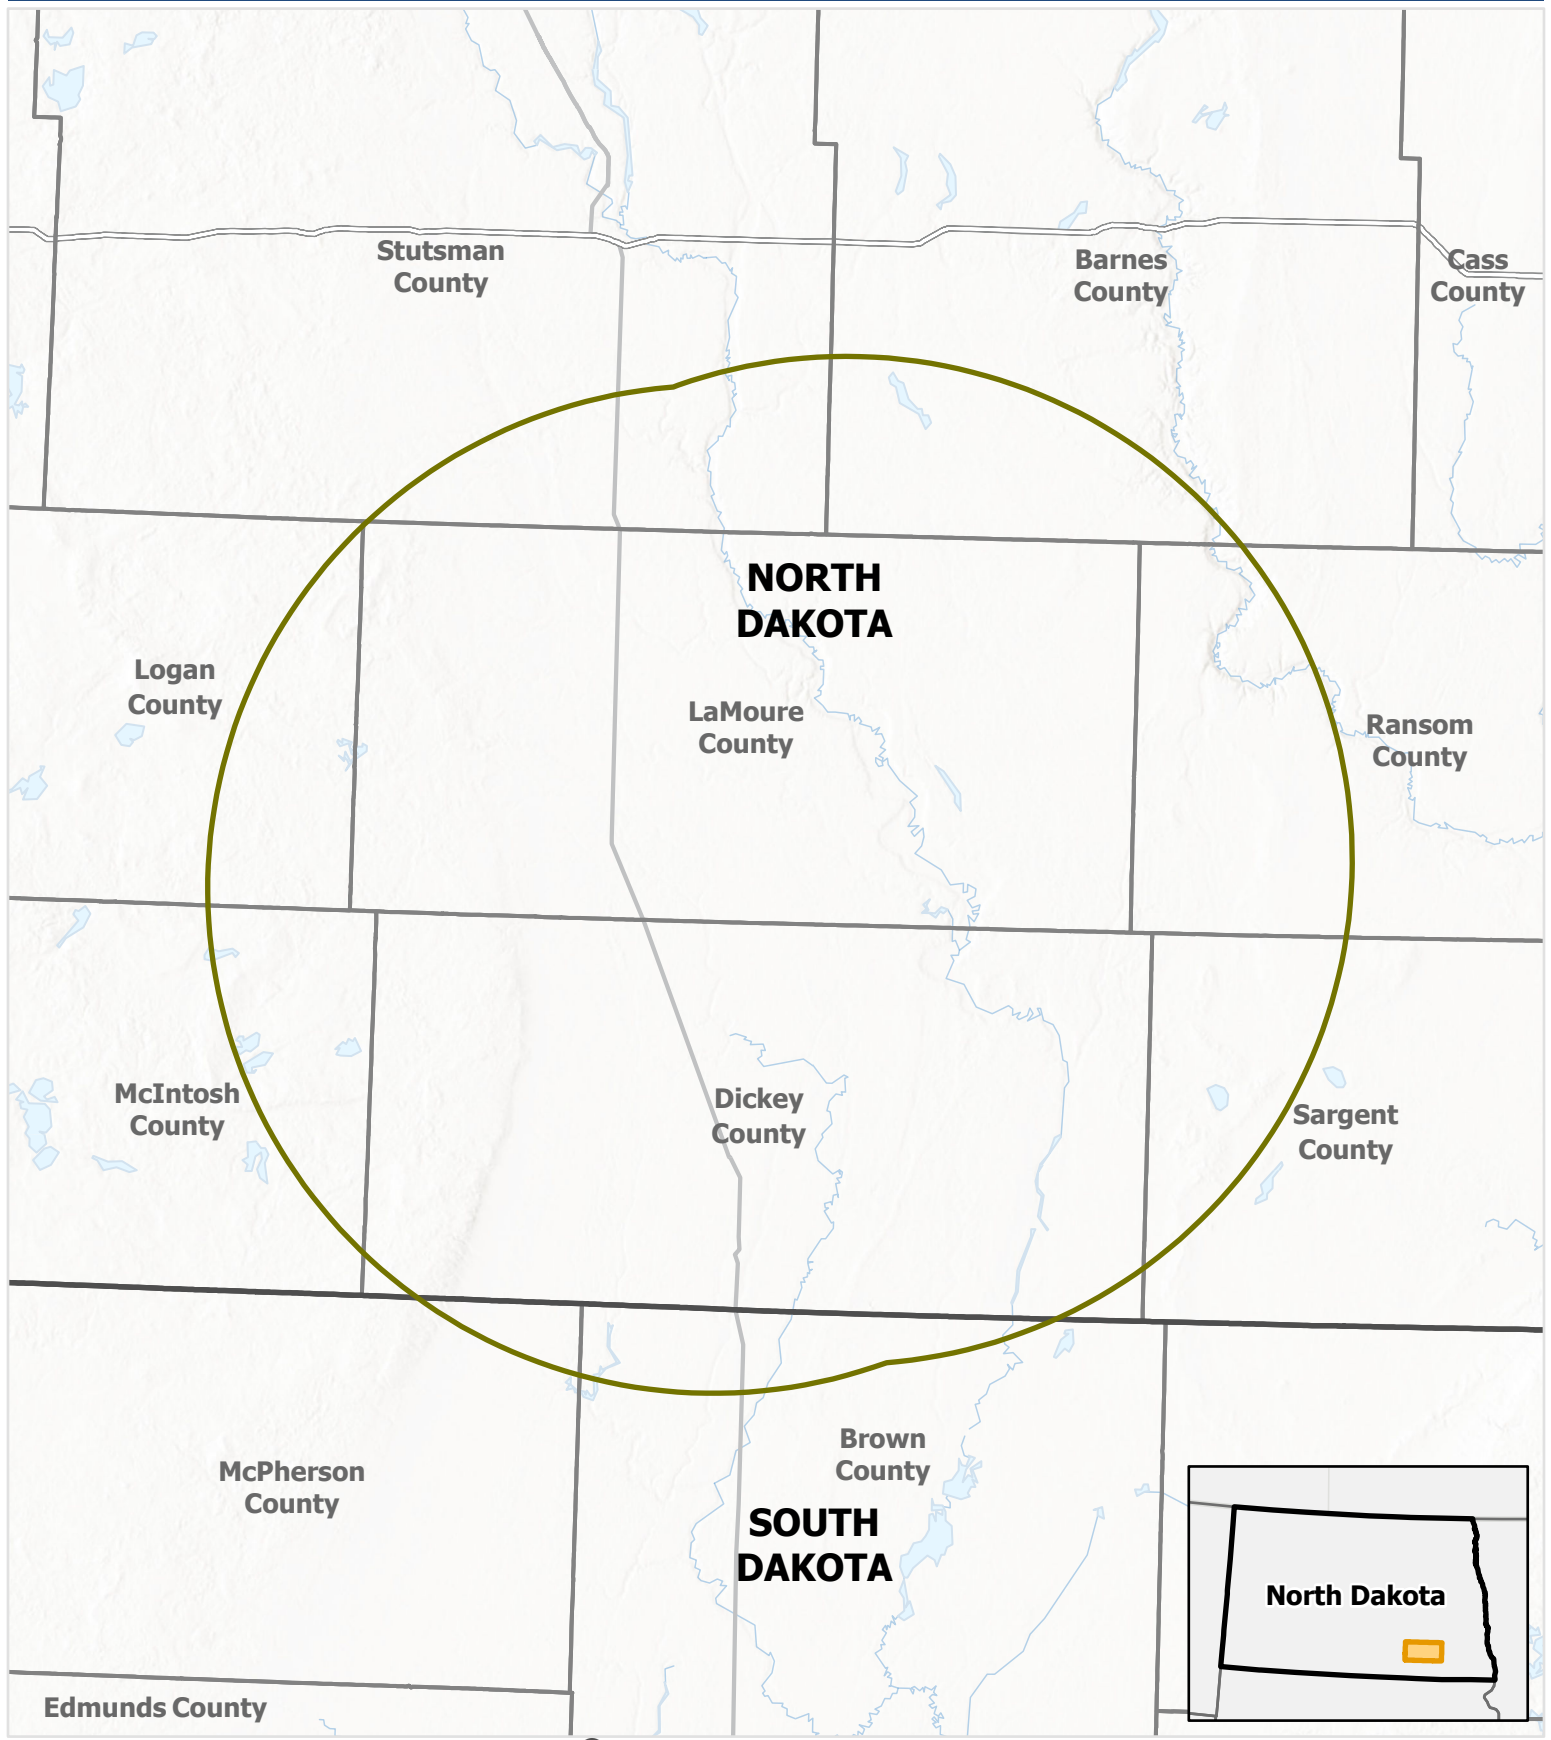 Stutsman
County
Barnes
County
Cass
County
NORTH
DAKOTA
Logan
County
LaMoure
County
Ransom
County
McIntosh
County
Dickey
County
Sargent
County
Brown
County
McPherson
County
SOUTH
DAKOTA
North Dakota
Edmunds County